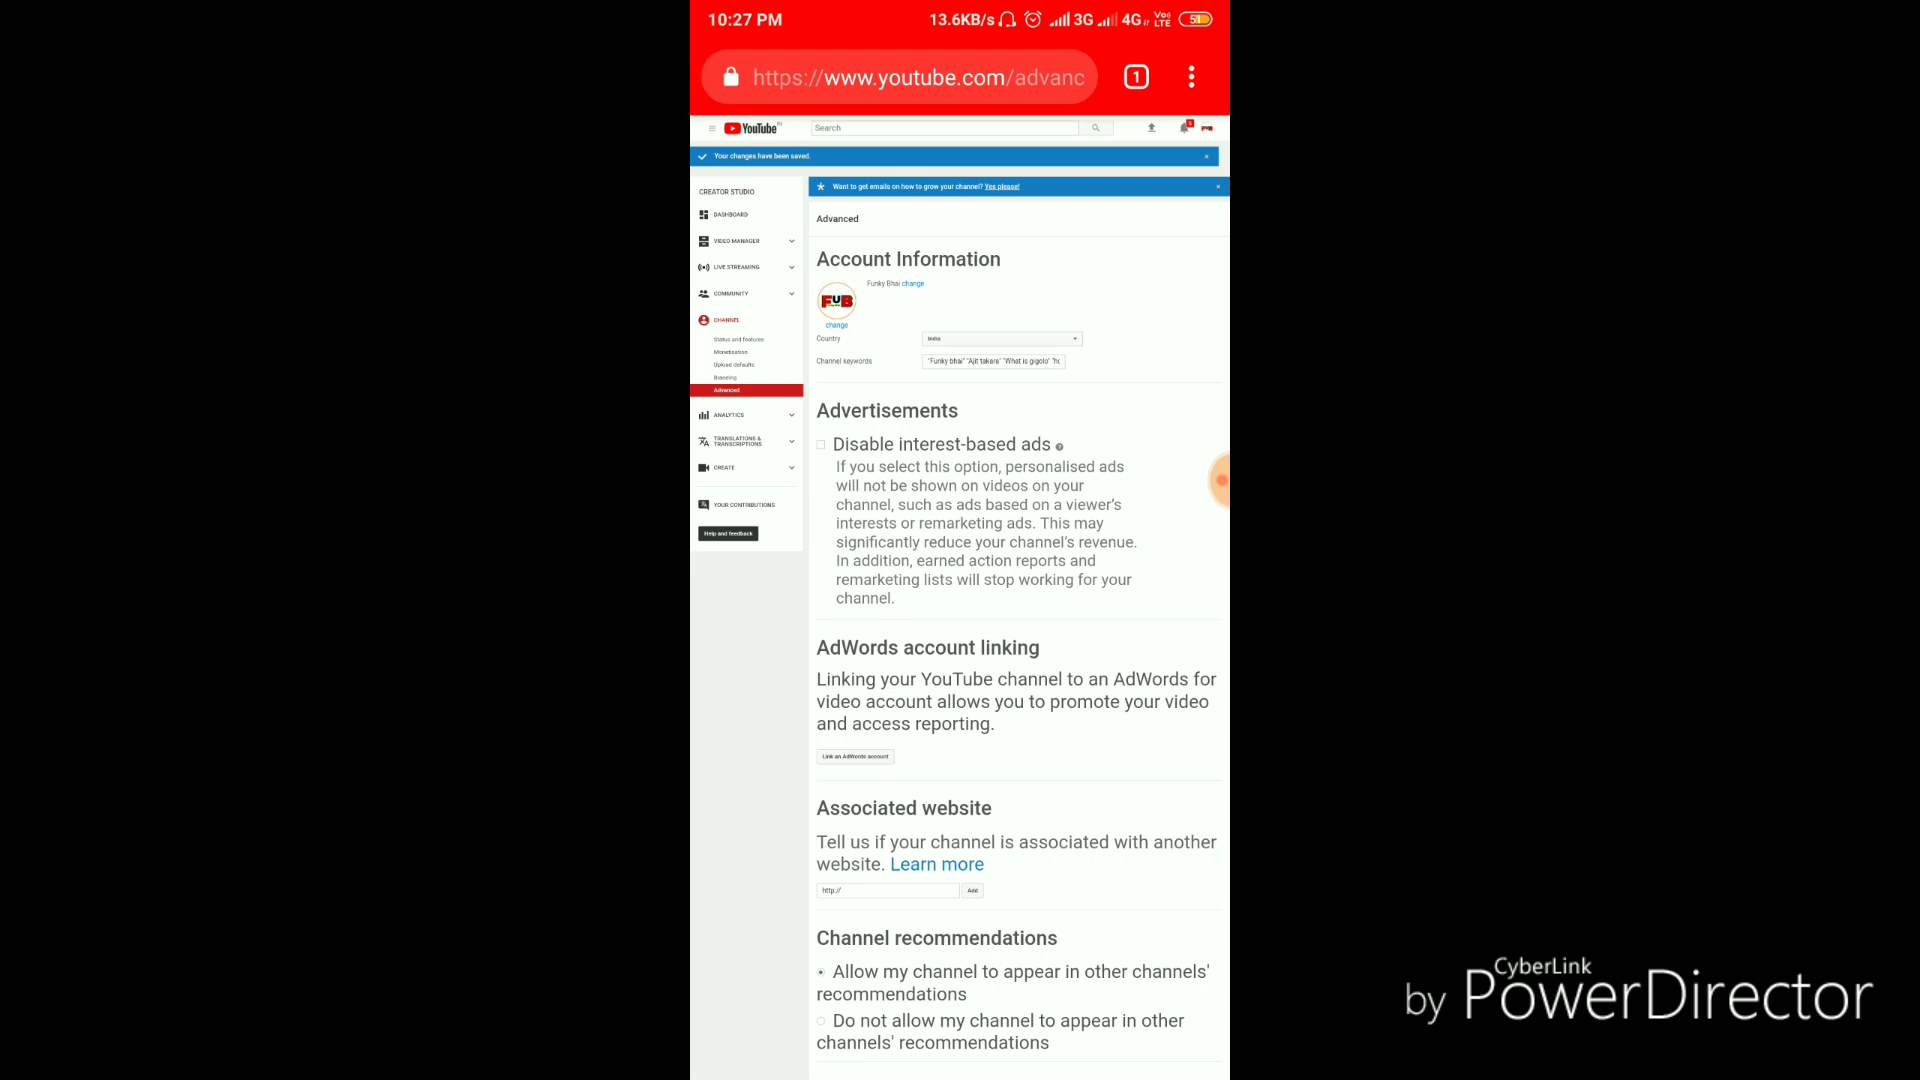 10:27 PM 13.6KB/s 3G 4G Vo) LTE 51
https://www.youtube.com/advanc 1
YouTube IN Search
Your changes have been saved.
Want to get emails on how to grow your channel? Yes please!
CREATOR STUDIO
DASHBOARD
VIDEO MANAGER
LIVE STREAMING
COMMUNITY
CHANNEL
Status and features
Monetisation
Upload defaults
Branding
Advanced
ANALYTICS
TRANSLATIONS &
TRANSCRIPTIONS
CREATE
YOUR CONTRIBUTIONS
Help and feedback
Advanced
Account Information
FUB
Funky Bhai change
change
Country India
Channel keywords "Funky bhai" "Ajit takara" "What is gigolo" "hc
Advertisements
Disable interest-based ads
If you select this option, personalised ads
will not be shown on videos on your
channel, such as ads based on a viewer's
interests or remarketing ads. This may
significantly reduce your channel's revenue.
In addition, earned action reports and
remarketing lists will stop working for your
channel.
AdWords account linking
Linking your YouTube channel to an AdWords for
video account allows you to promote your video
and access reporting.
Link an AdWords account
Associated website
Tell us if your channel is associated with another
website. Learn more
http:// Add
Channel recommendations
Allow my channel to appear in other channels'
recommendations
Do not allow my channel to appear in other
channels' recommendations
by CyberLink
PowerDirector